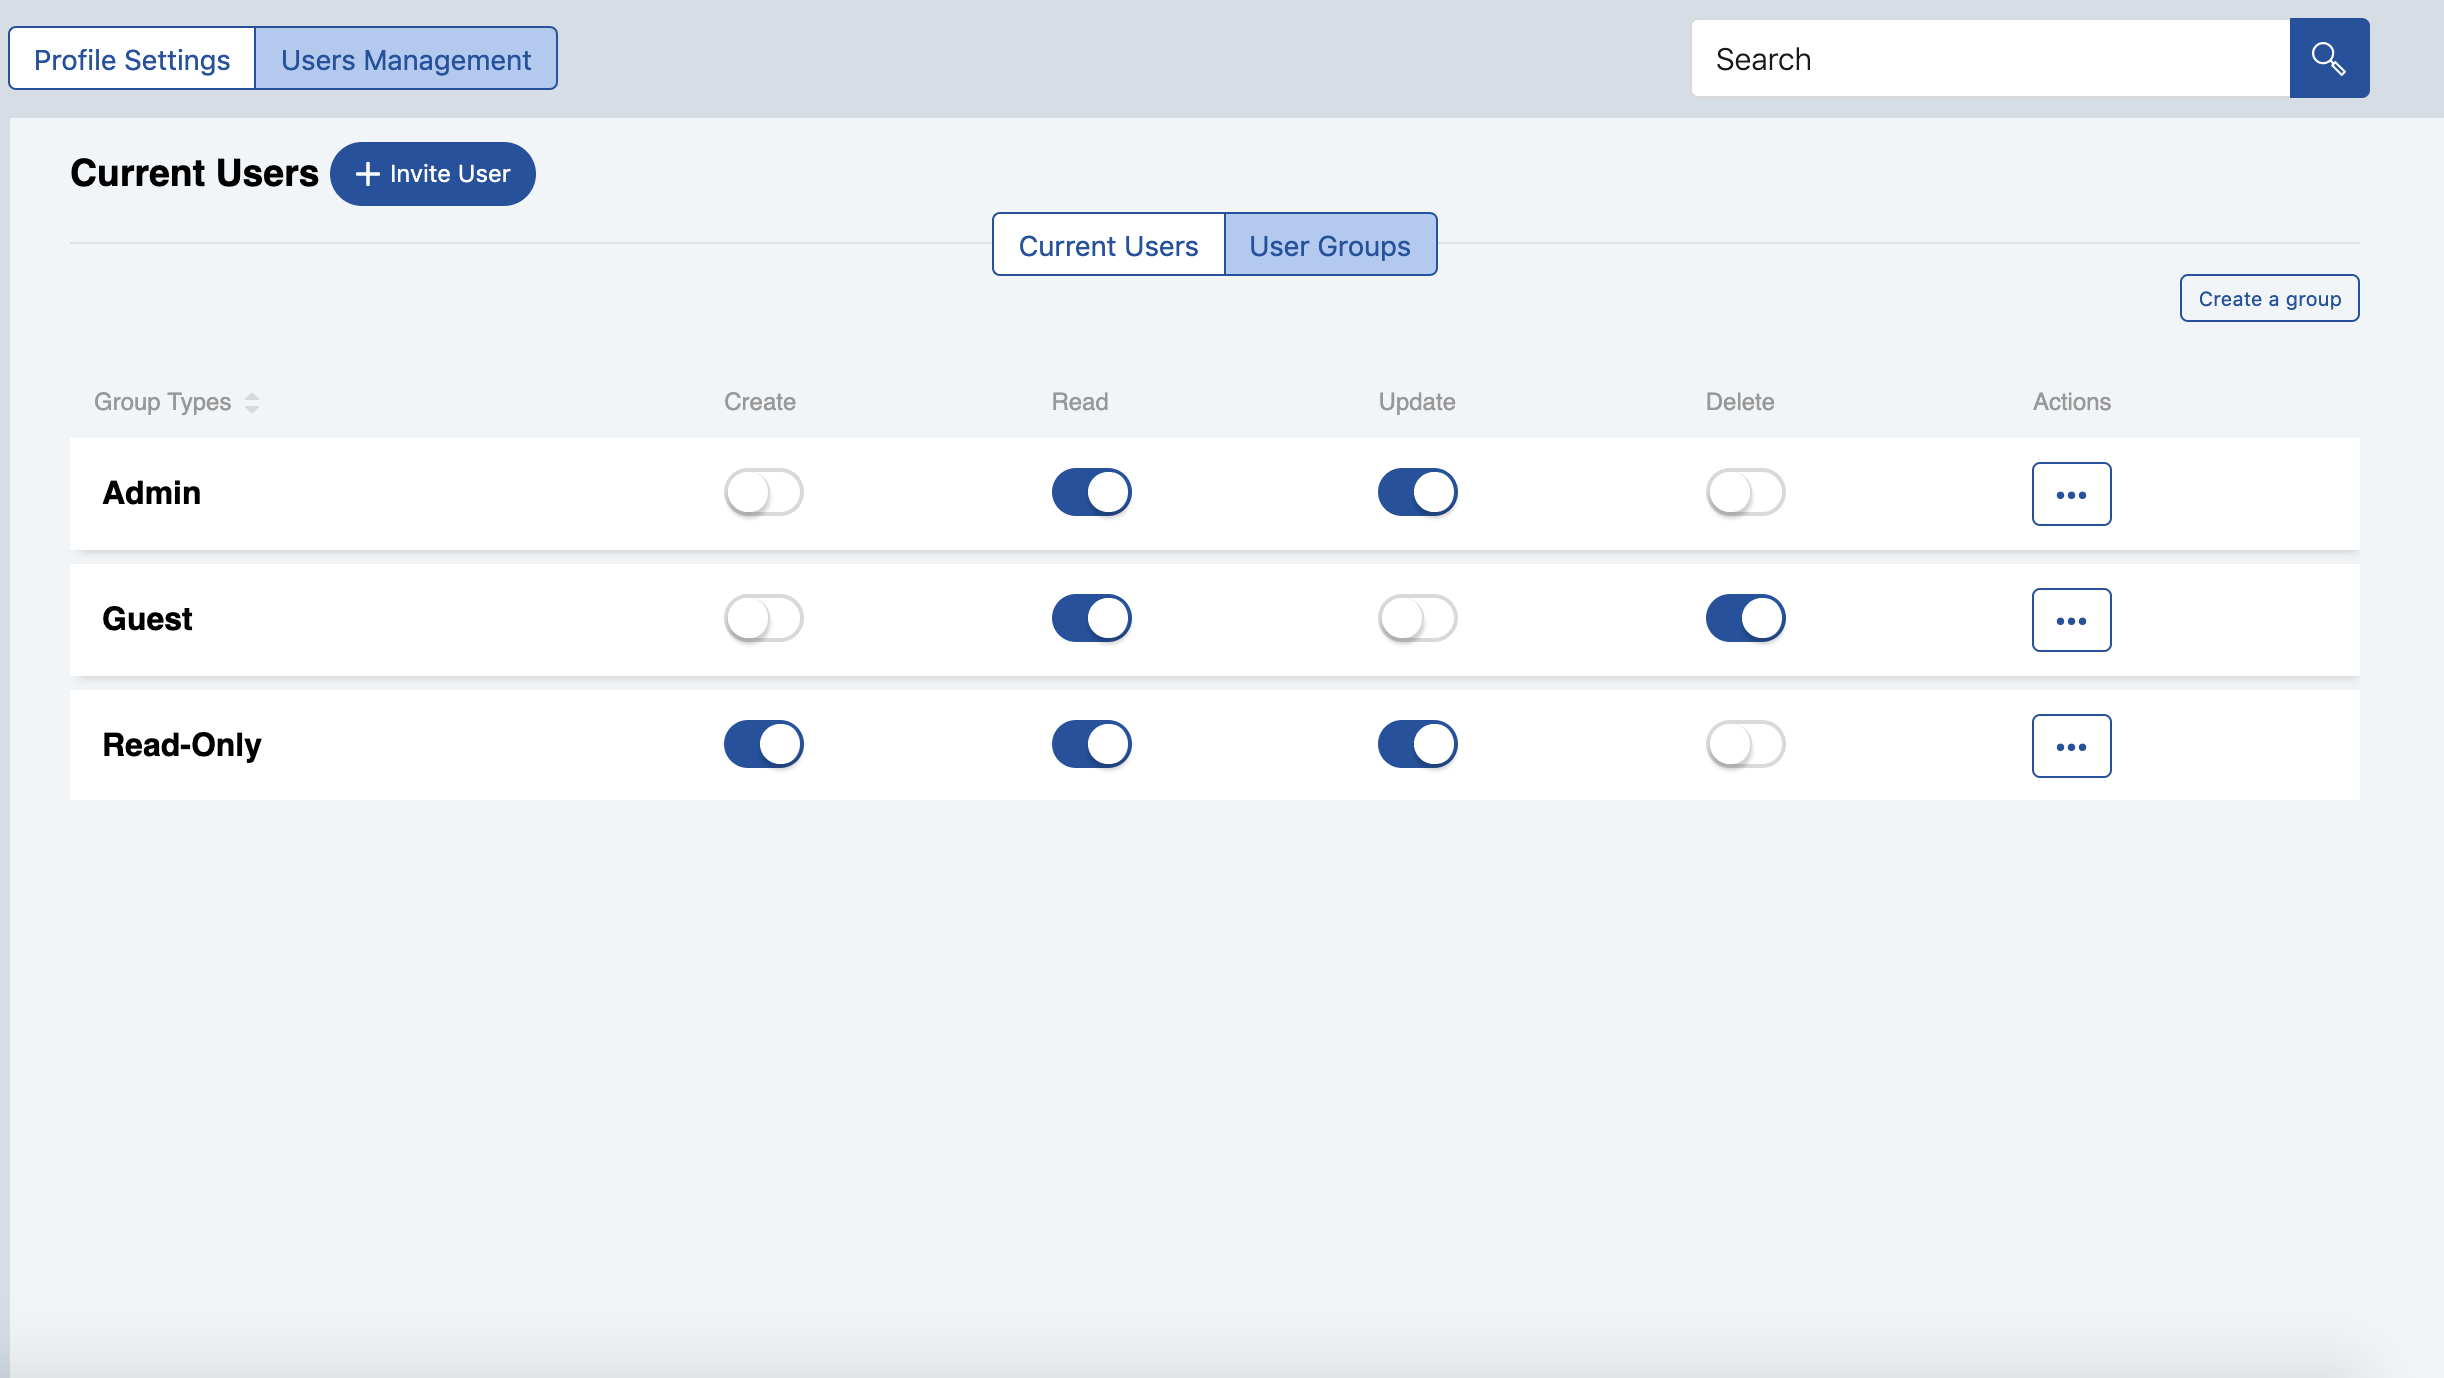 Profile Settings Users Management Search
Current Users + Invite User
Current Users User Groups
Create a group
Group Types Create Read Update Delete Actions
Admin
Guest
Read-Only